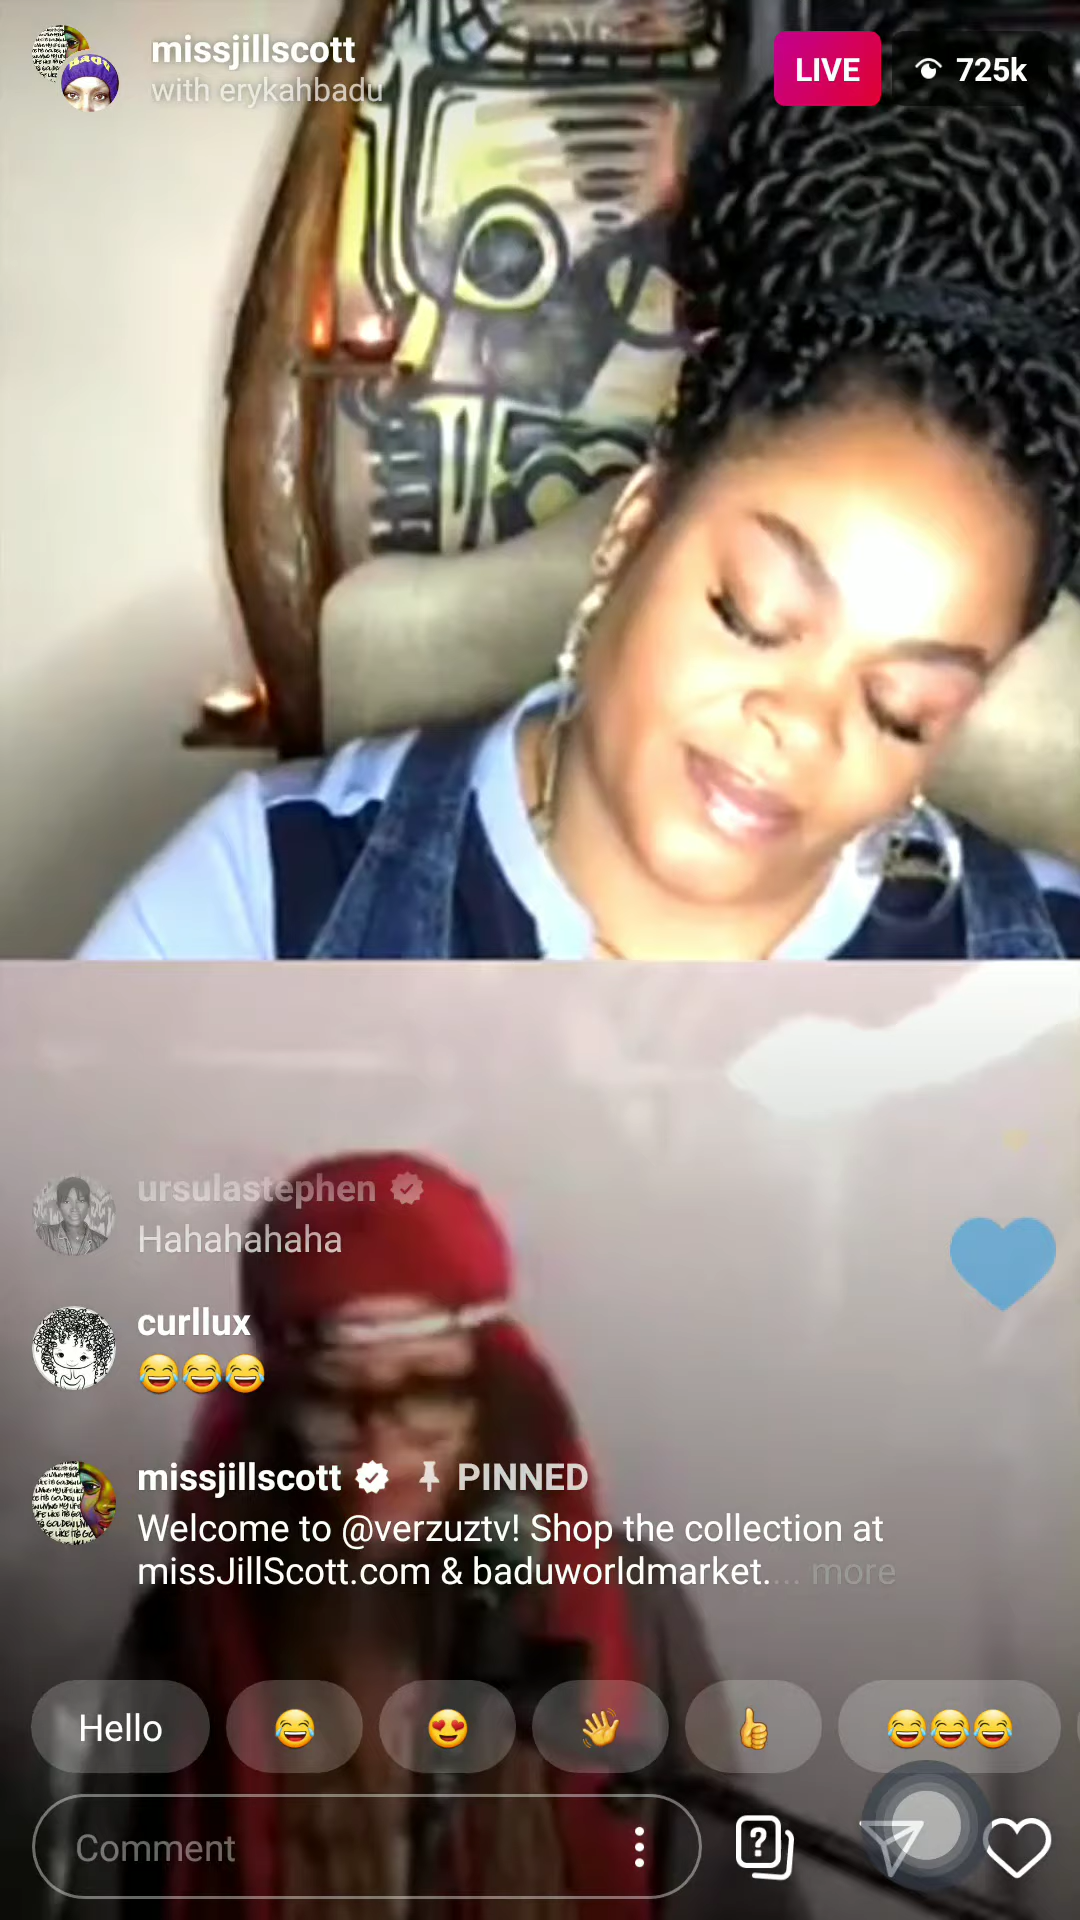 missjillscott
with erykahbadu
LIVE
725k
ursulastephen
Hahahahaha
curllux
😂😂😂
missjillscott PINNED
Welcome to @verzuztv! Shop the collection at
missJillScott.com & baduworldmarket.... more
Hello 😂 😍 👋 👍 😂😂😂
Comment